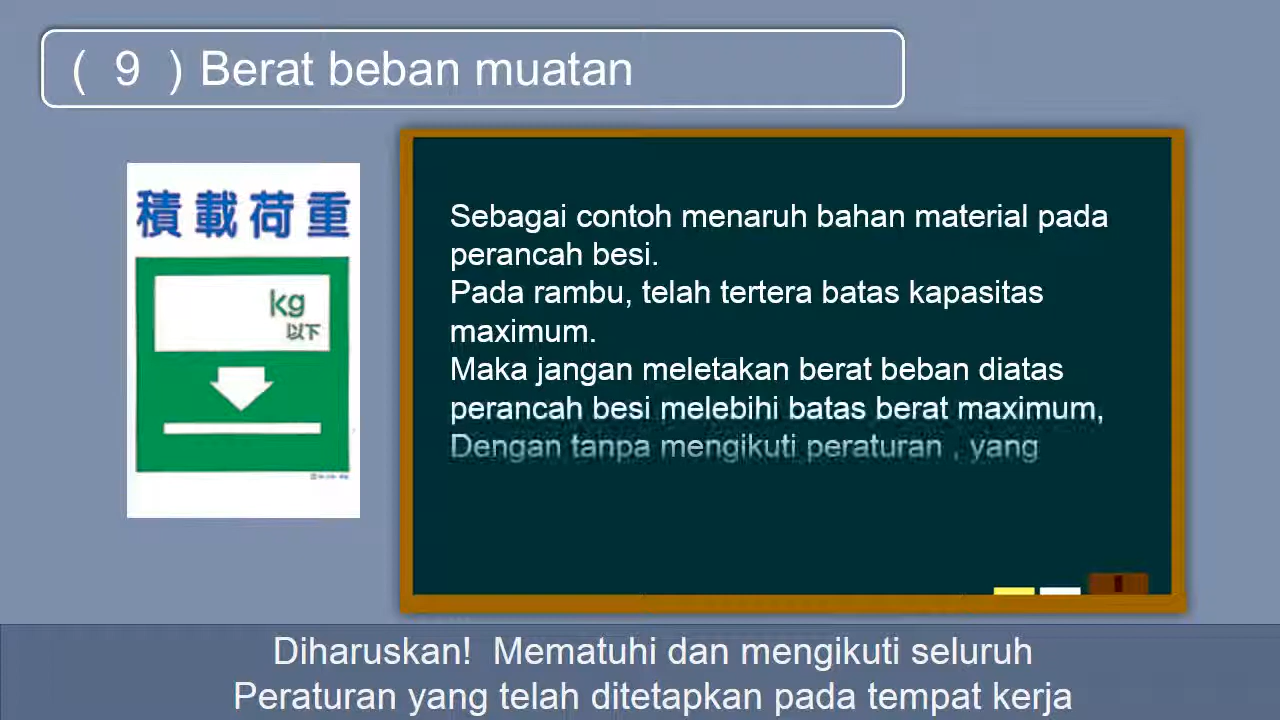 ( 9 ) Berat beban muatan
積載荷重
kg
以下
Sebagai contoh menaruh bahan material pada
perancah besi.
Pada rambu, telah tertera batas kapasitas
maximum.
Maka jangan meletakan berat beban diatas
perancah besi melebihi batas berat maximum,
Dengan tanpa mengikuti peraturan , yang
Diharuskan! Mematuhi dan mengikuti seluruh
Peraturan yang telah ditetapkan pada tempat kerja